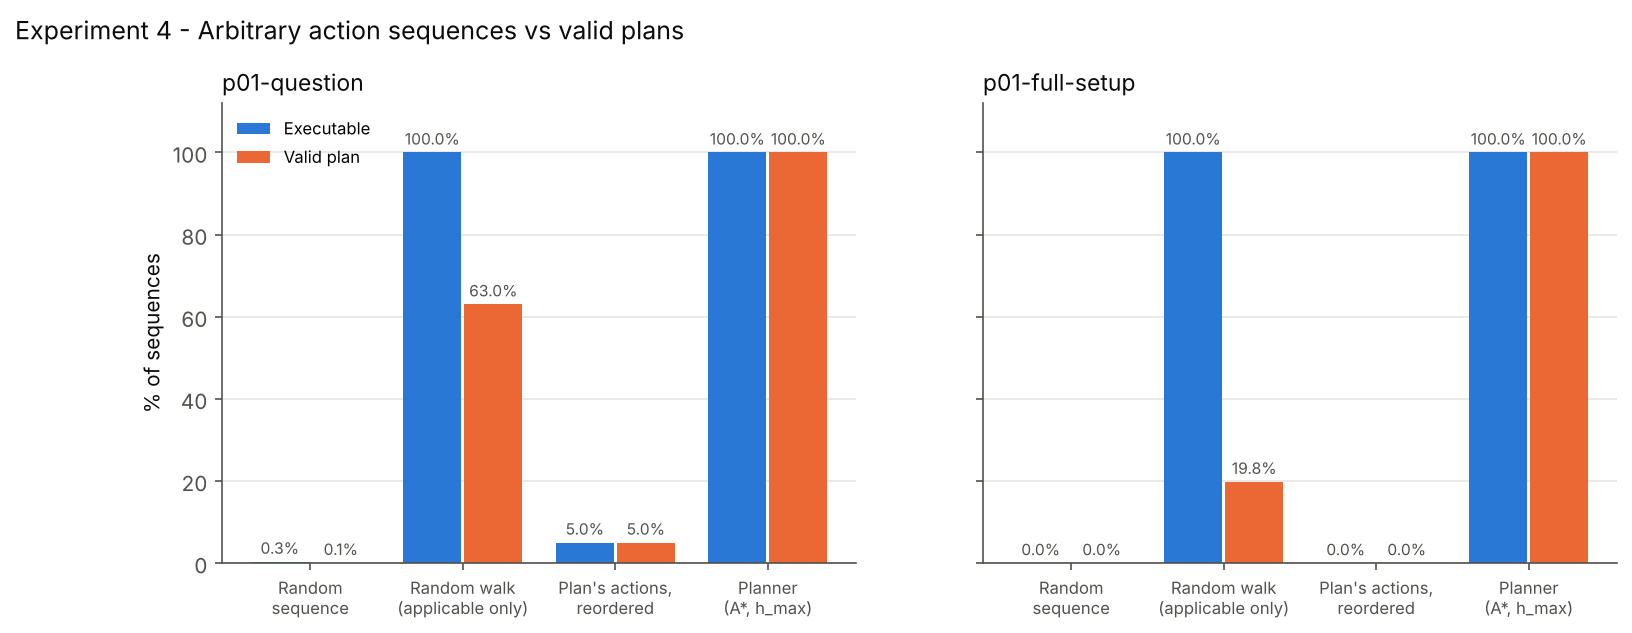 Experiment 4 - Arbitrary action sequences vs valid plans
p01-question
Executable
Valid plan
% of sequences
100
80
60
40
20
0
0.3%
0.1%
100.0%
63.0%
5.0%
5.0%
100.0%
100.0%
Random
sequence
Random walk
(applicable only)
Plan's actions,
reordered
Planner
(A*, h_max)
p01-full-setup
0.0%
0.0%
100.0%
19.8%
0.0%
0.0%
100.0%
100.0%
Random
sequence
Random walk
(applicable only)
Plan's actions,
reordered
Planner
(A*, h_max)